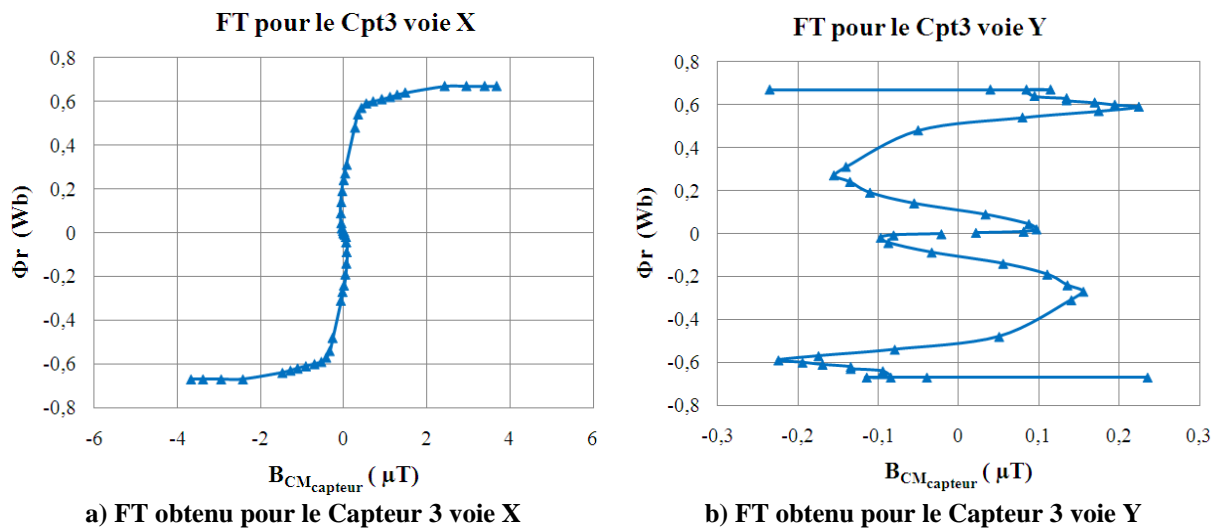 FT pour le Cpt3 voie X
0,8
0,6
0,4
0,2
0
-0,2
-0,4
-0,6
-0,8
Φr (Wb)
-6 -4 -2 0 2 4 6
B_CM_capteur ( µT)
a) FT obtenu pour le Capteur 3 voie X
FT pour le Cpt3 voie Y
0,8
0,6
0,4
0,2
0
-0,2
-0,4
-0,6
-0,8
Φr (Wb)
-0,3 -0,2 -0,1 0 0,1 0,2 0,3
B_CM_capteur ( µT)
b) FT obtenu pour le Capteur 3 voie Y